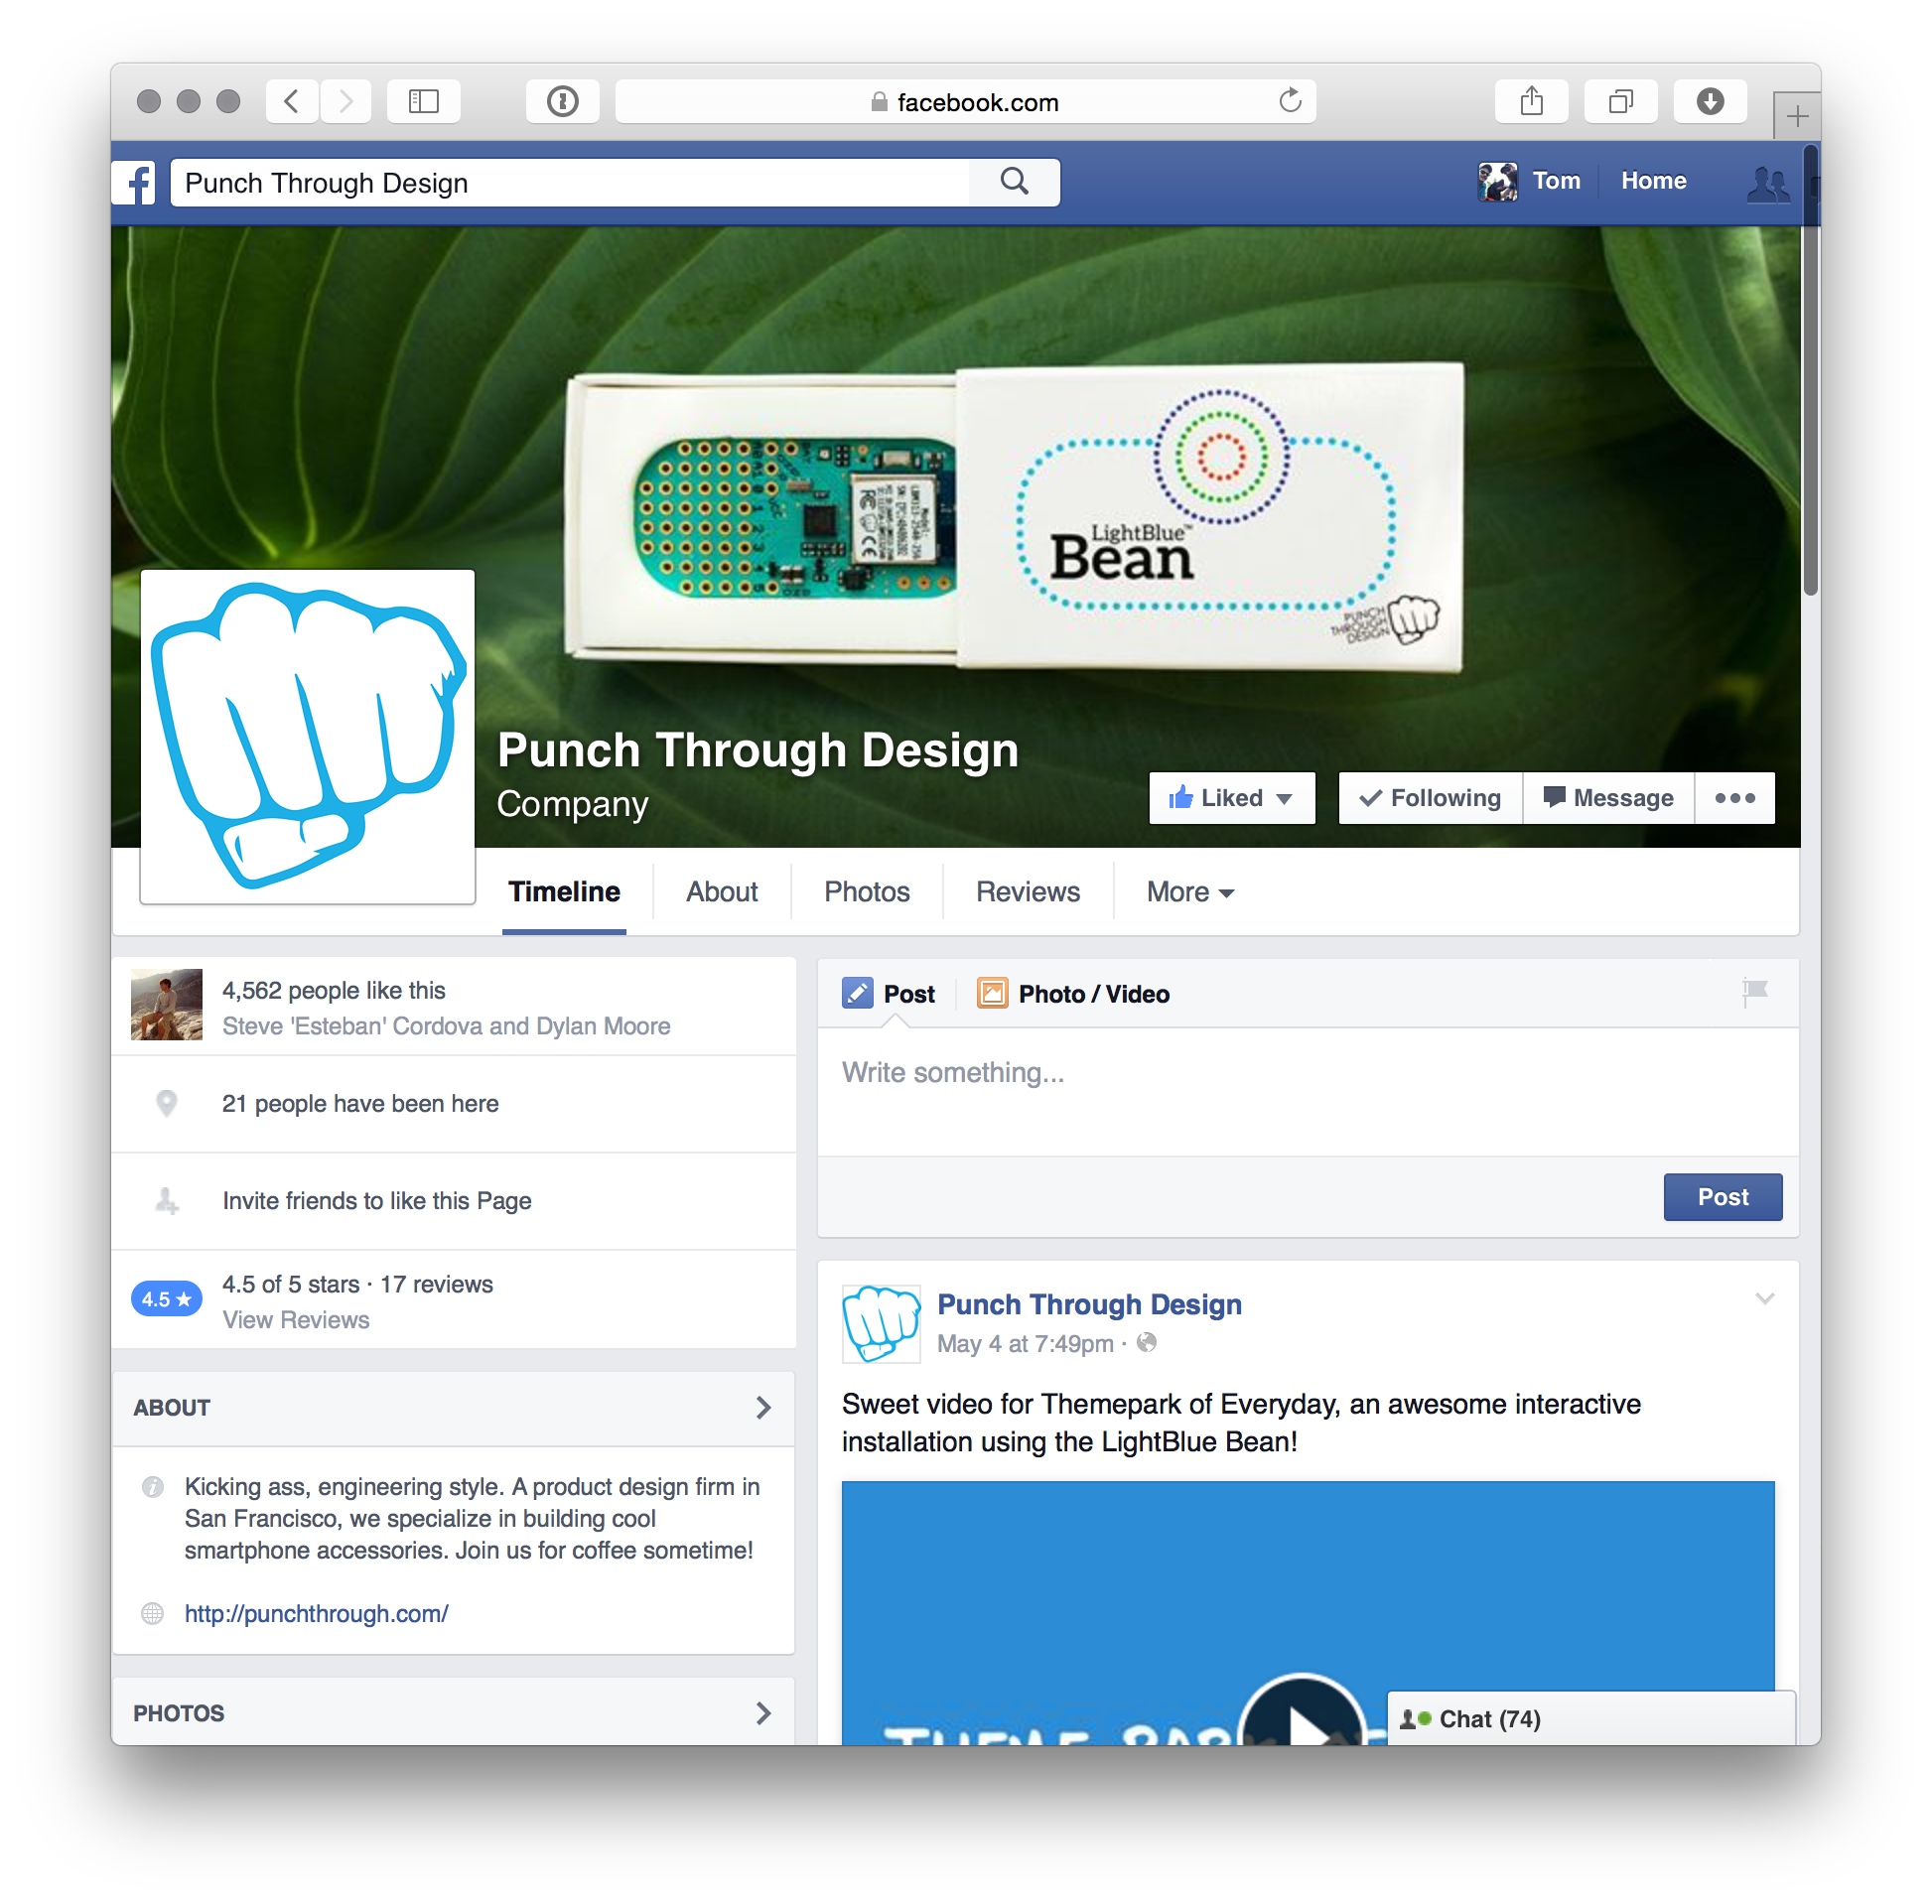 facebook.com
Punch Through Design
Tom
Home
LightBlue™
Bean
PUNCH
THROUGH
DESIGN
Punch Through Design
Company
Liked
Following
Message
Timeline
About
Photos
Reviews
More
4,562 people like this
Steve 'Esteban' Cordova and Dylan Moore
21 people have been here
Invite friends to like this Page
4.5 ★
4.5 of 5 stars · 17 reviews
View Reviews
ABOUT
Kicking ass, engineering style. A product design firm in
San Francisco, we specialize in building cool
smartphone accessories. Join us for coffee sometime!
http://punchthrough.com/
PHOTOS
Post
Photo / Video
Write something...
Post
Punch Through Design
May 4 at 7:49pm ·
Sweet video for Themepark of Everyday, an awesome interactive
installation using the LightBlue Bean!
THEME
Chat (74)